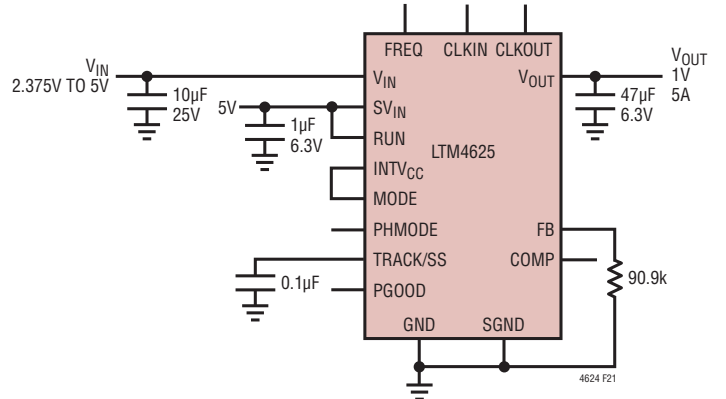 FREQ CLKIN CLKOUT
VIN
2.375V TO 5V
10µF
25V
VIN
VOUT
VOUT
1V
5A
47µF
6.3V
5V
SVIN
1µF
6.3V
RUN
LTM4625
INTVCC
MODE
PHMODE
FB
TRACK/SS
COMP
0.1µF
90.9k
PGOOD
GND SGND
4624 F21